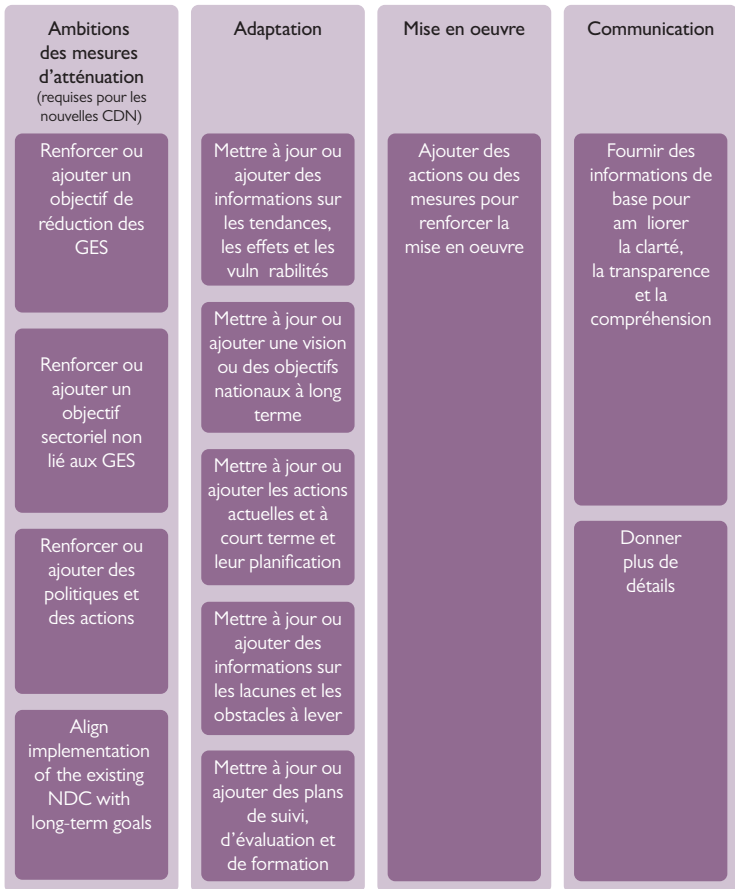 Ambitions
des mesures
d'atténuation
(requises pour les
nouvelles CDN)
Renforcer ou
ajouter un
objectif de
réduction des
GES
Renforcer ou
ajouter un
objectif
sectoriel non
lié aux GES
Renforcer ou
ajouter des
politiques et
des actions
Align
implementation
of the existing
NDC with
long-term goals
Adaptation
Mettre à jour ou
ajouter des
informations sur
les tendances,
les effets et les
vuln rabilités
Mettre à jour ou
ajouter une vision
ou des objectifs
nationaux à long
terme
Mettre à jour ou
ajouter les actions
actuelles et à
court terme et
leur planification
Mettre à jour ou
ajouter des
informations sur
les lacunes et les
obstacles à lever
Mettre à jour ou
ajouter des plans
de suivi,
d'évaluation et
de formation
Mise en oeuvre
Ajouter des
actions ou des
mesures pour
renforcer la
mise en oeuvre
Communication
Fournir des
informations de
base pour
am liorer
la clarté,
la transparence
et la
compréhension
Donner
plus de
détails